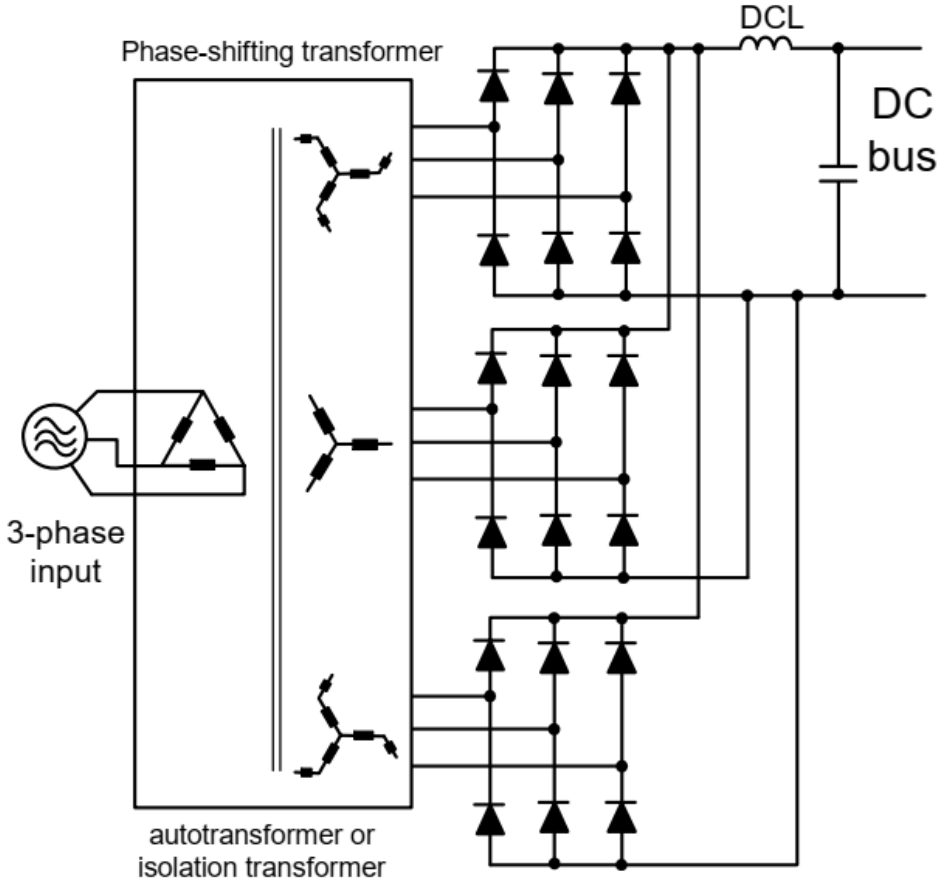 DCL
Phase-shifting transformer
DC
bus
3-phase
input
autotransformer or
isolation transformer